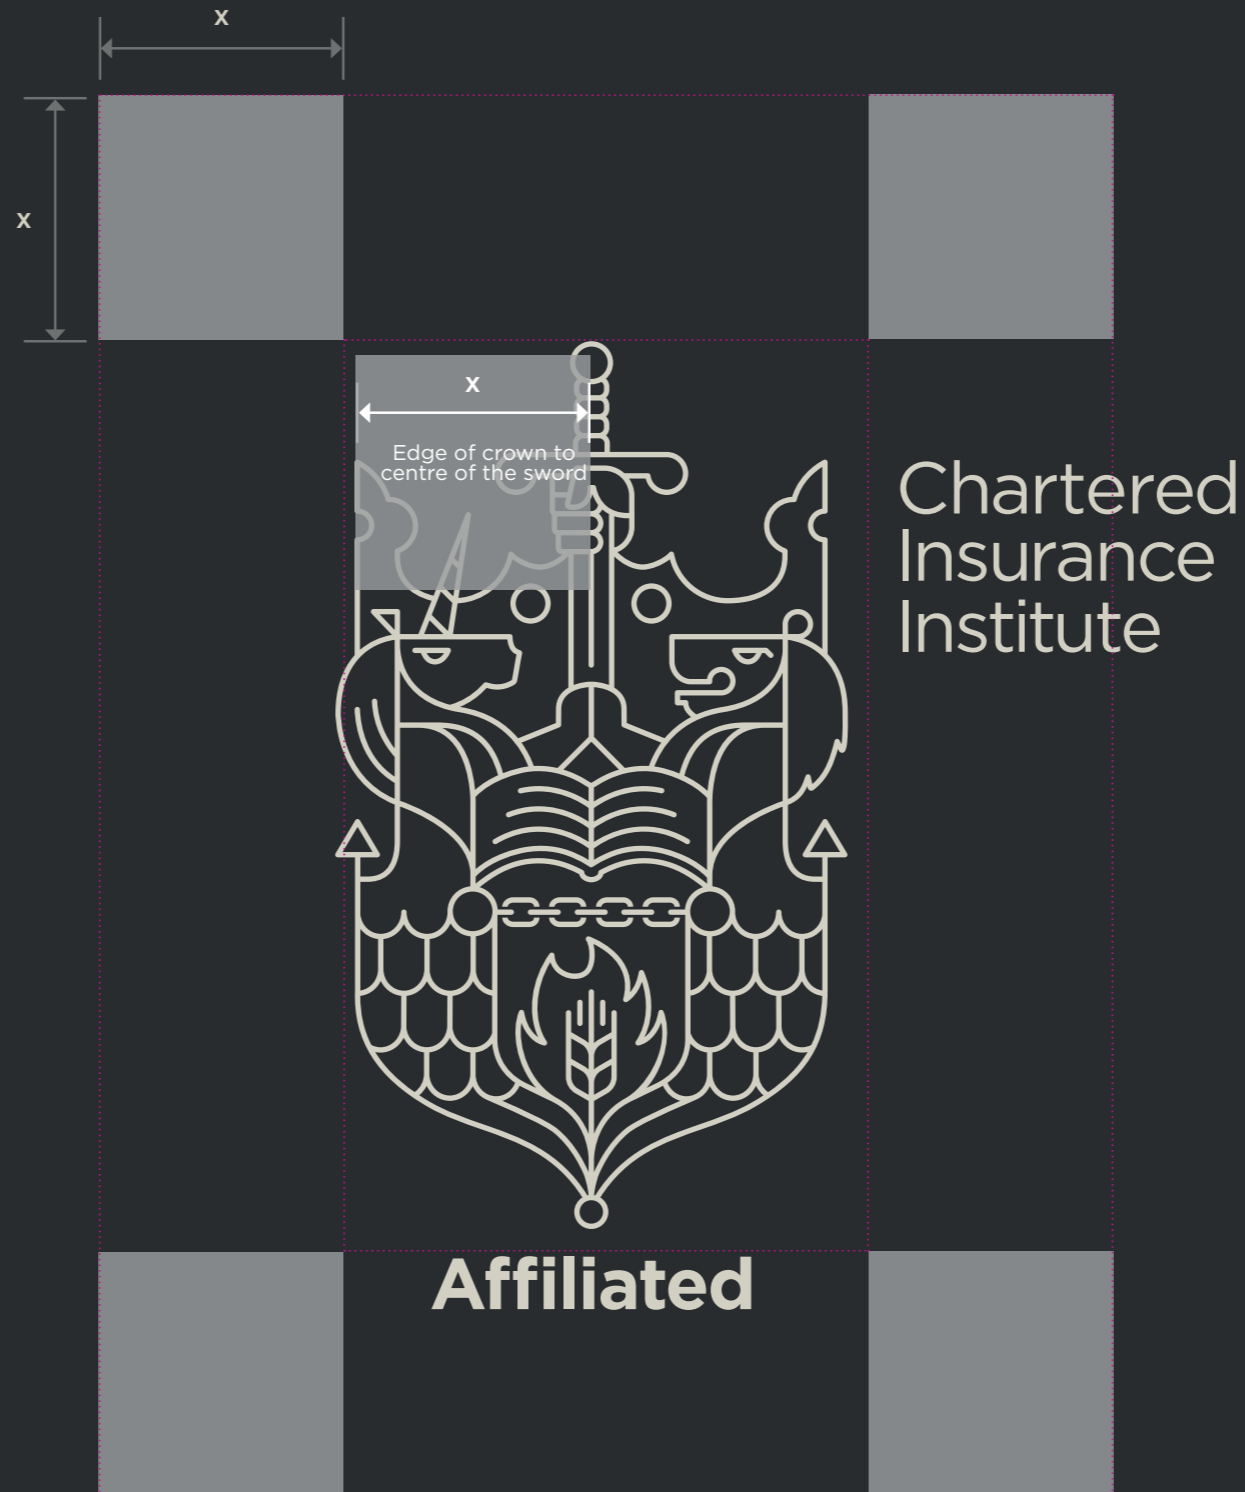 x
x
x
Edge of crown to
centre of the sword
Chartered
Insurance
Institute
Affiliated